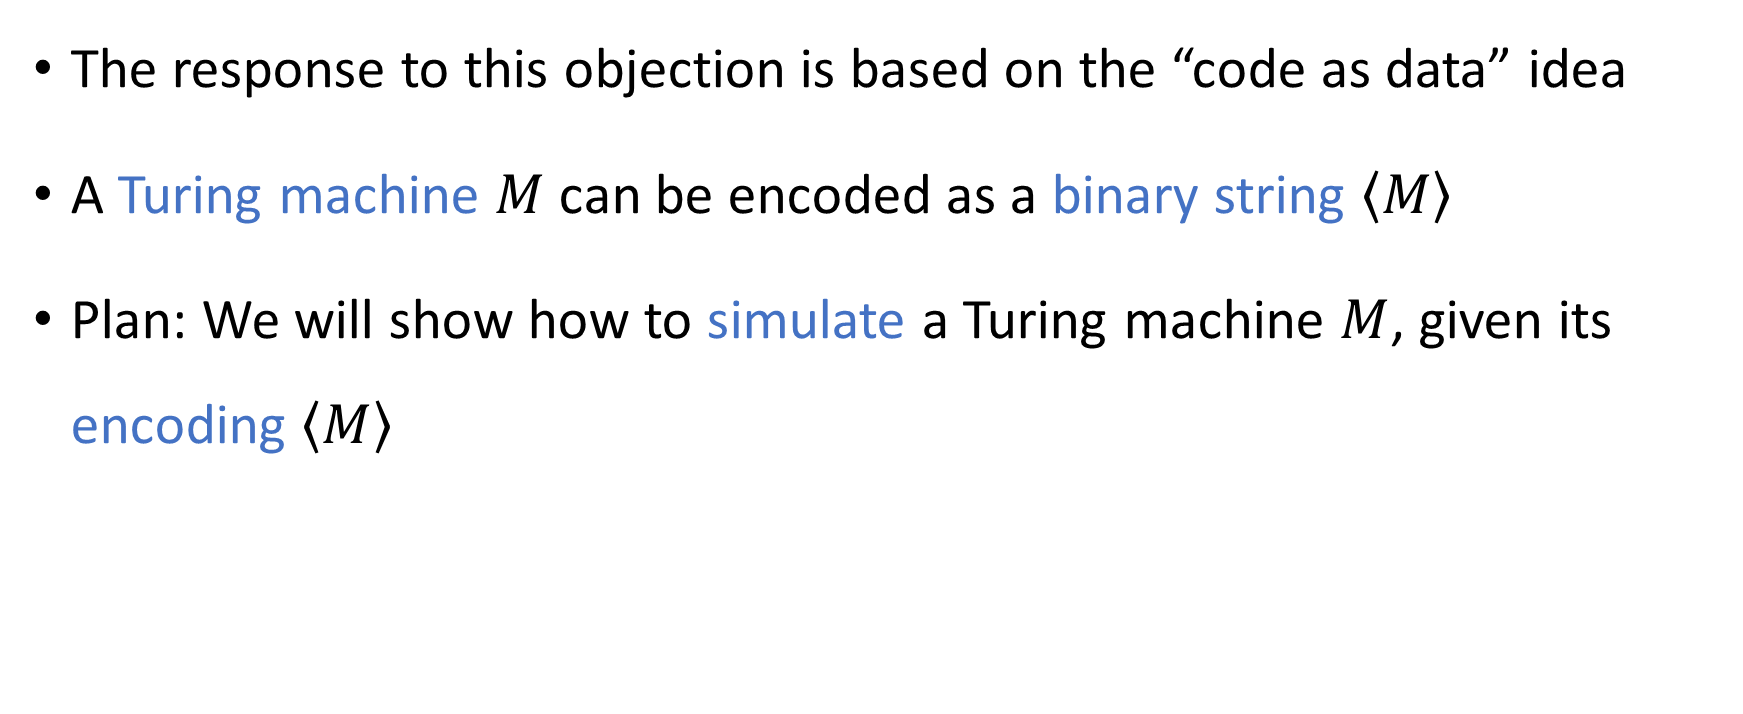 • The response to this objection is based on the “code as data” idea
• A Turing machine 𝑀 can be encoded as a binary string ⟨𝑀⟩
• Plan: We will show how to simulate a Turing machine 𝑀, given its
encoding ⟨𝑀⟩